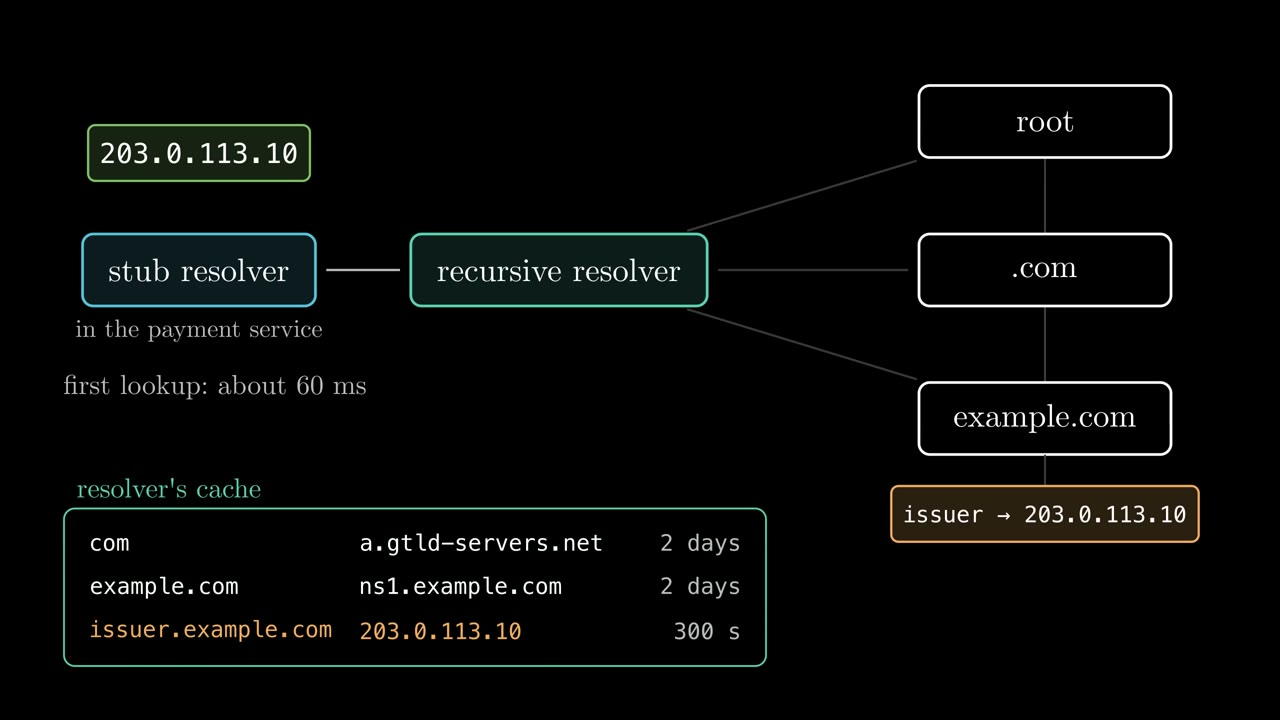 root
203.0.113.10
stub resolver
recursive resolver
.com
in the payment service
first lookup: about 60 ms
example.com
issuer → 203.0.113.10
resolver's cache
com a.gtld-servers.net 2 days
example.com ns1.example.com 2 days
issuer.example.com 203.0.113.10 300 s